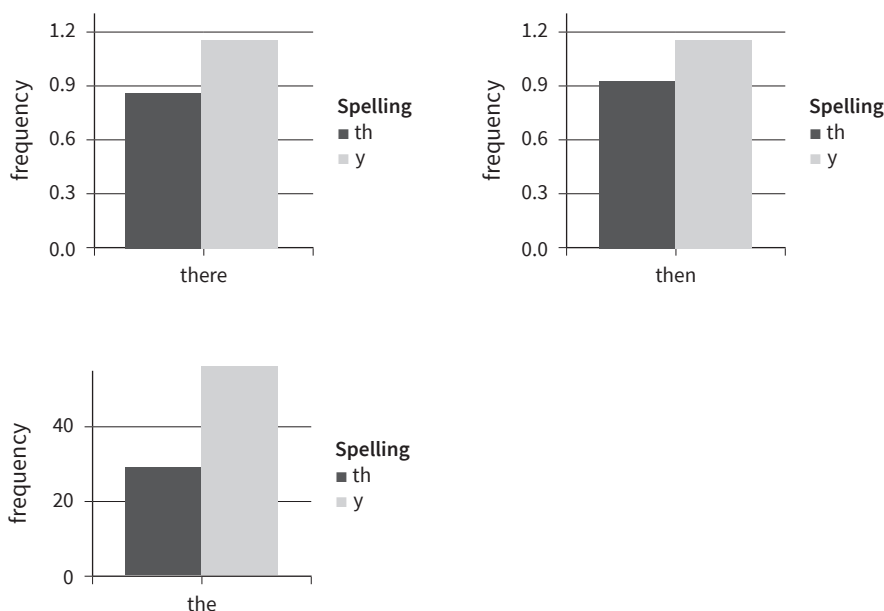 1.2
0.9
0.6
0.3
0.0
frequency
there
Spelling
th
y
1.2
0.9
0.6
0.3
0.0
frequency
then
Spelling
th
y
40
20
0
frequency
the
Spelling
th
y